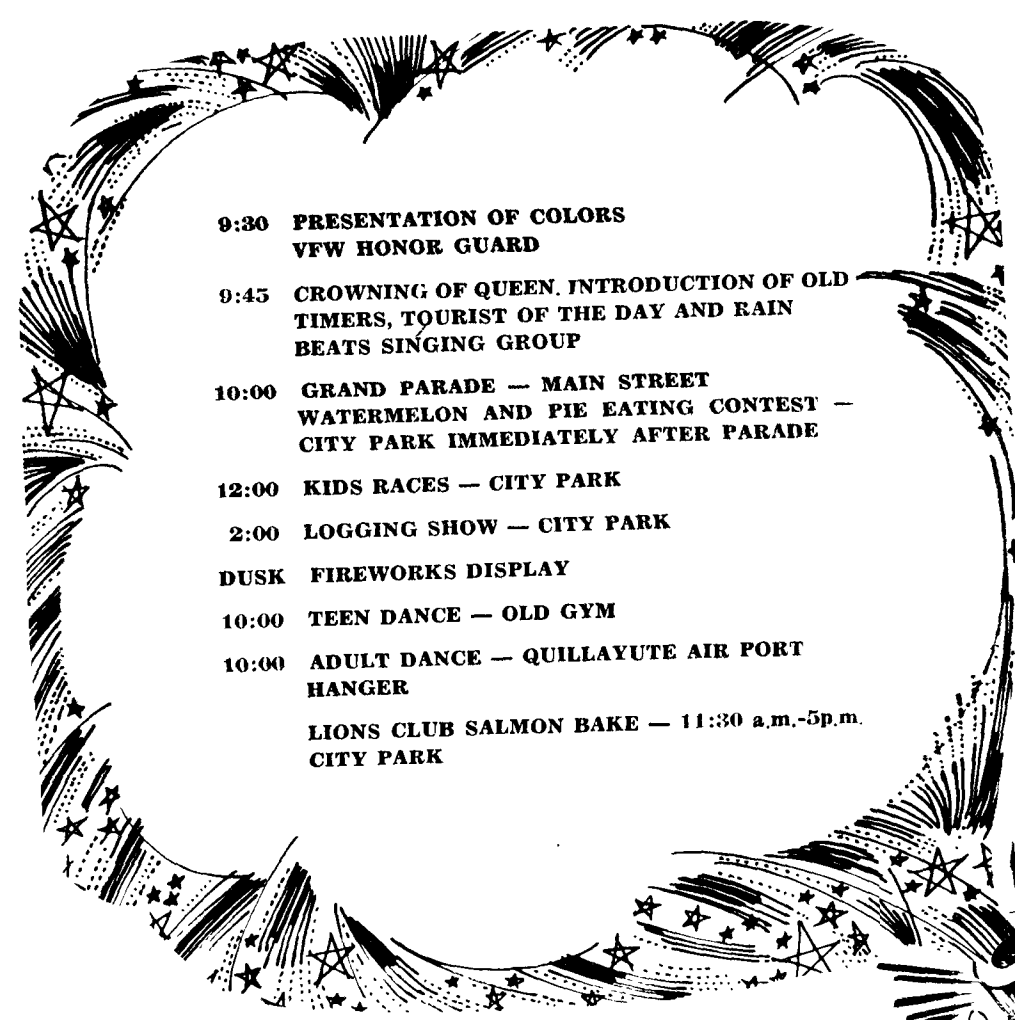 9:30 PRESENTATION OF COLORS
VFW HONOR GUARD
9:45 CROWNING OF QUEEN. INTRODUCTION OF OLD
TIMERS, TOURIST OF THE DAY AND RAIN
BEATS SINGING GROUP
10:00 GRAND PARADE — MAIN STREET
WATERMELON AND PIE EATING CONTEST —
CITY PARK IMMEDIATELY AFTER PARADE
12:00 KIDS RACES — CITY PARK
2:00 LOGGING SHOW — CITY PARK
DUSK FIREWORKS DISPLAY
10:00 TEEN DANCE — OLD GYM
10:00 ADULT DANCE — QUILLAYUTE AIR PORT
HANGER
LIONS CLUB SALMON BAKE — 11:30 a.m.-5p.m.
CITY PARK